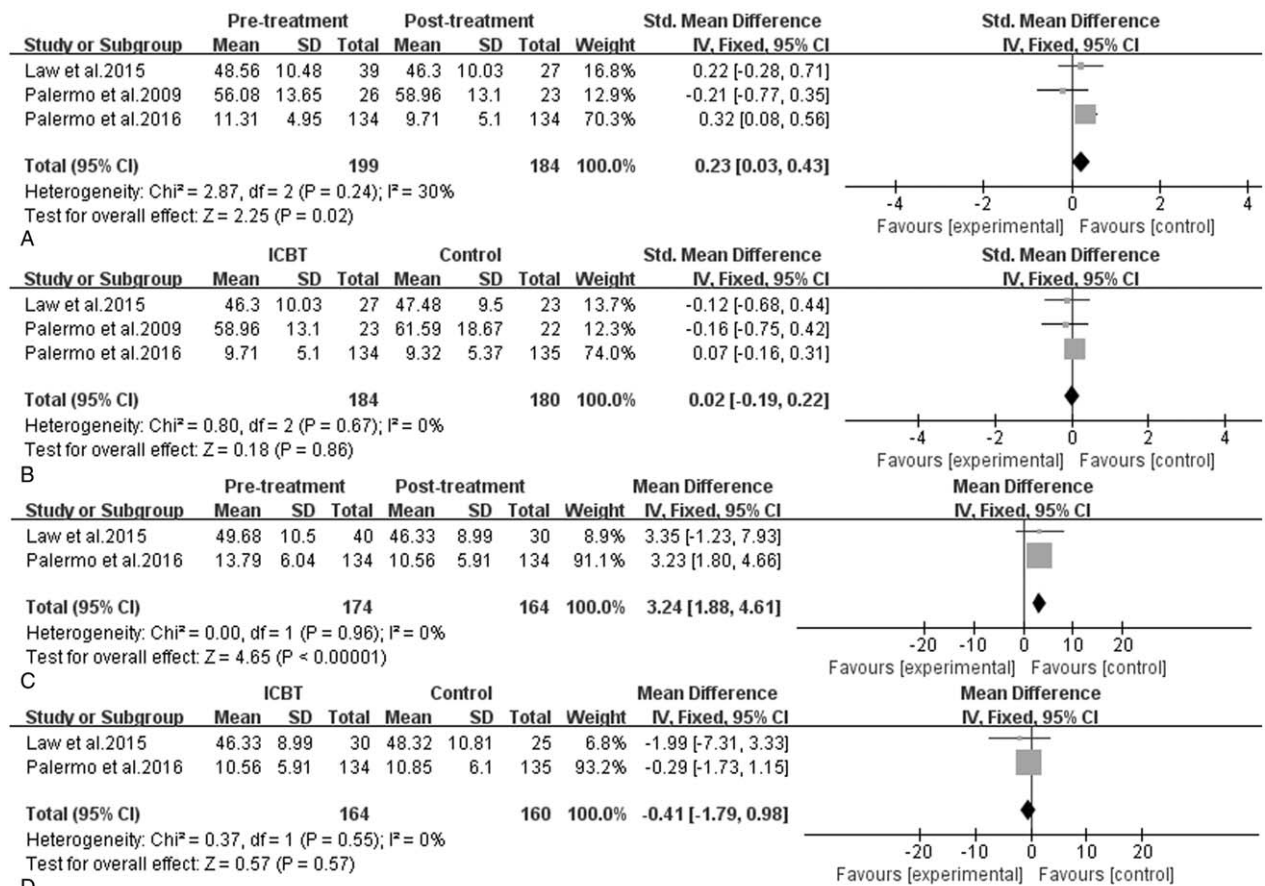 Pre-treatment Post-treatment Std. Mean Difference Std. Mean Difference
Study or Subgroup Mean SD Total Mean SD Total Weight IV, Fixed, 95% CI IV, Fixed, 95% CI
Law et al.2015 48.56 10.48 39 46.3 10.03 27 16.8% 0.22 [-0.28, 0.71]
Palermo et al.2009 56.08 13.65 26 58.96 13.1 23 12.9% -0.21 [-0.77, 0.35]
Palermo et al.2016 11.31 4.95 134 9.71 5.1 134 70.3% 0.32 [0.08, 0.56]
Total (95% CI) 199 184 100.0% 0.23 [0.03, 0.43]
Heterogeneity: Chi² = 2.87, df = 2 (P = 0.24); I² = 30%
Test for overall effect: Z = 2.25 (P = 0.02)
-4 -2 0 2 4
Favours [experimental] Favours [control]
A
ICBT Control Std. Mean Difference Std. Mean Difference
Study or Subgroup Mean SD Total Mean SD Total Weight IV, Fixed, 95% CI IV, Fixed, 95% CI
Law et al.2015 46.3 10.03 27 47.48 9.5 23 13.7% -0.12 [-0.68, 0.44]
Palermo et al.2009 58.96 13.1 23 61.59 18.67 22 12.3% -0.16 [-0.75, 0.42]
Palermo et al.2016 9.71 5.1 134 9.32 5.37 135 74.0% 0.07 [-0.16, 0.31]
Total (95% CI) 184 180 100.0% 0.02 [-0.19, 0.22]
Heterogeneity: Chi² = 0.80, df = 2 (P = 0.67); I² = 0%
Test for overall effect: Z = 0.18 (P = 0.86)
-4 -2 0 2 4
Favours [experimental] Favours [control]
B
Pre-treatment Post-treatment Mean Difference Mean Difference
Study or Subgroup Mean SD Total Mean SD Total Weight IV, Fixed, 95% CI IV, Fixed, 95% CI
Law et al.2015 49.68 10.5 40 46.33 8.99 30 8.9% 3.35 [-1.23, 7.93]
Palermo et al.2016 13.79 6.04 134 10.56 5.91 134 91.1% 3.23 [1.80, 4.66]
Total (95% CI) 174 164 100.0% 3.24 [1.88, 4.61]
Heterogeneity: Chi² = 0.00, df = 1 (P = 0.96); I² = 0%
Test for overall effect: Z = 4.65 (P < 0.00001)
-20 -10 0 10 20
Favours [experimental] Favours [control]
C
ICBT Control Mean Difference Mean Difference
Study or Subgroup Mean SD Total Mean SD Total Weight IV, Fixed, 95% CI IV, Fixed, 95% CI
Law et al.2015 46.33 8.99 30 48.32 10.81 25 6.8% -1.99 [-7.31, 3.33]
Palermo et al.2016 10.56 5.91 134 10.85 6.1 135 93.2% -0.29 [-1.73, 1.15]
Total (95% CI) 164 160 100.0% -0.41 [-1.79, 0.98]
Heterogeneity: Chi² = 0.37, df = 1 (P = 0.55); I² = 0%
Test for overall effect: Z = 0.57 (P = 0.57)
-20 -10 0 10 20
Favours [experimental] Favours [control]